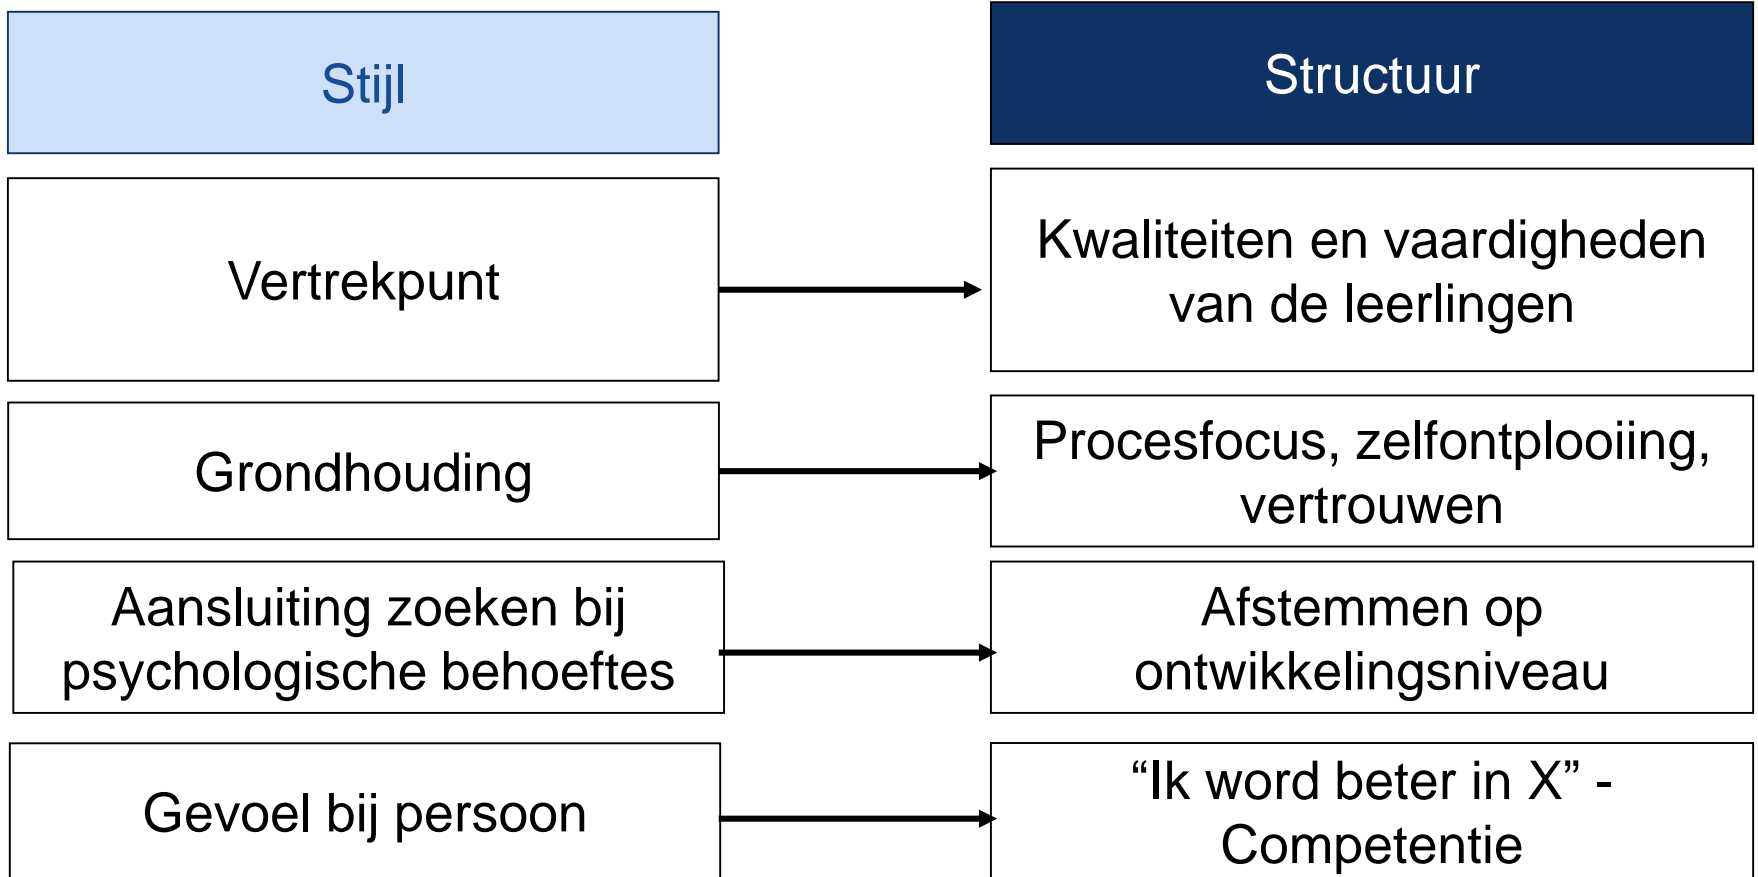 Stijl
Structuur
Vertrekpunt
Kwaliteiten en vaardigheden
van de leerlingen
Grondhouding
Procesfocus, zelfontplooiing,
vertrouwen
Aansluiting zoeken bij
psychologische behoeftes
Afstemmen op
ontwikkelingsniveau
Gevoel bij persoon
“Ik word beter in X” -
Competentie